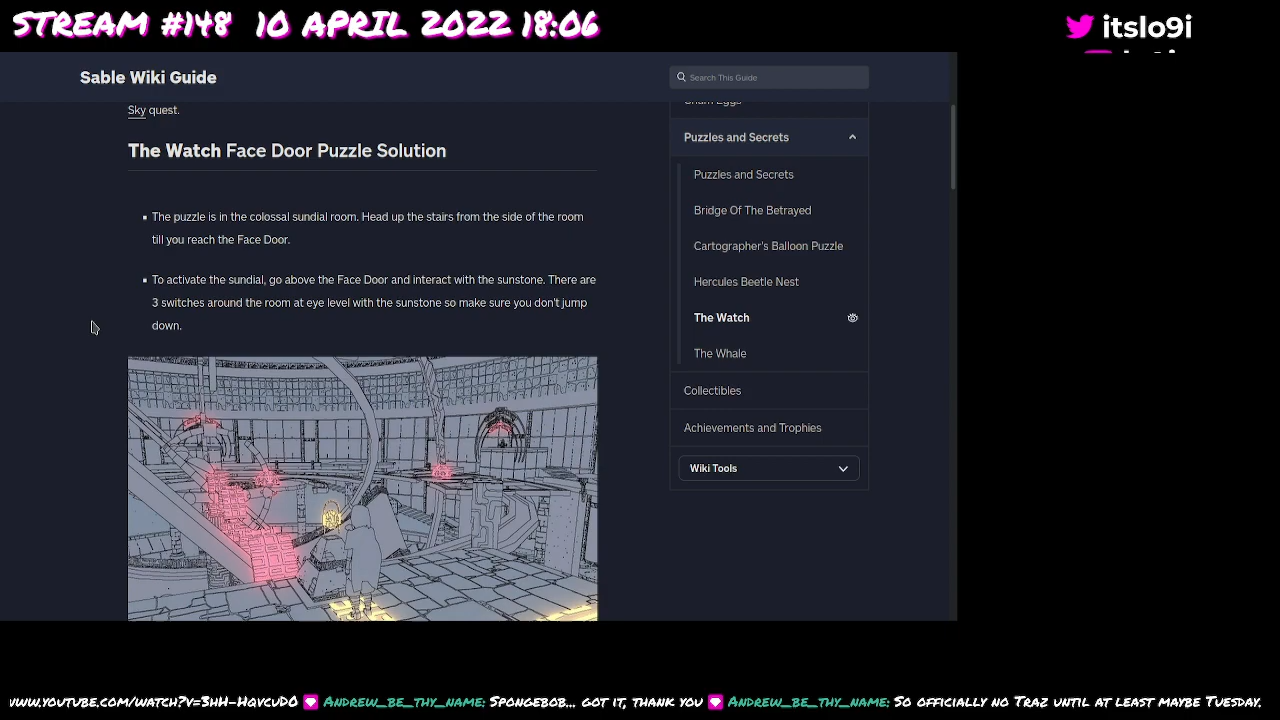 STREAM #148 10 APRIL 2022 18:06
itslo9i
Sable Wiki Guide
Search This Guide
Sky quest.
The Watch Face Door Puzzle Solution
The puzzle is in the colossal sundial room. Head up the stairs from the side of the room
till you reach the Face Door.
To activate the sundial, go above the Face Door and interact with the sunstone. There are
3 switches around the room at eye level with the sunstone so make sure you don't jump
down.
Chum Eggs
Puzzles and Secrets
Puzzles and Secrets
Bridge Of The Betrayed
Cartographer's Balloon Puzzle
Hercules Beetle Nest
The Watch
The Whale
Collectibles
Achievements and Trophies
Wiki Tools
www.youtube.com/watch?v=3hH-HqvcuD0 Andrew_be_thy_name: Spongebob... got it, thank you Andrew_be_thy_name: So officially no Traz until at least maybe Tuesday.